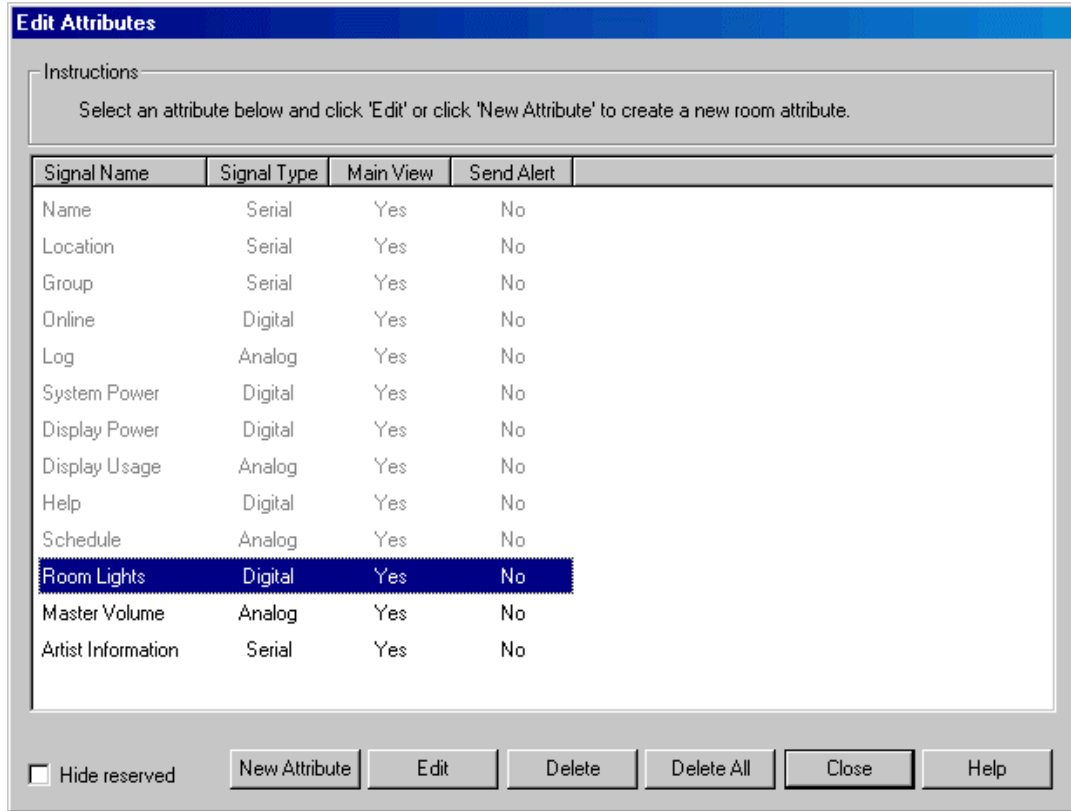 Edit Attributes
Instructions
Select an attribute below and click 'Edit' or click 'New Attribute' to create a new room attribute.
Signal Name Signal Type Main View Send Alert
Name Serial Yes No
Location Serial Yes No
Group Serial Yes No
Online Digital Yes No
Log Analog Yes No
System Power Digital Yes No
Display Power Digital Yes No
Display Usage Analog Yes No
Help Digital Yes No
Schedule Analog Yes No
Room Lights Digital Yes No
Master Volume Analog Yes No
Artist Information Serial Yes No
Hide reserved New Attribute Edit Delete Delete All Close Help